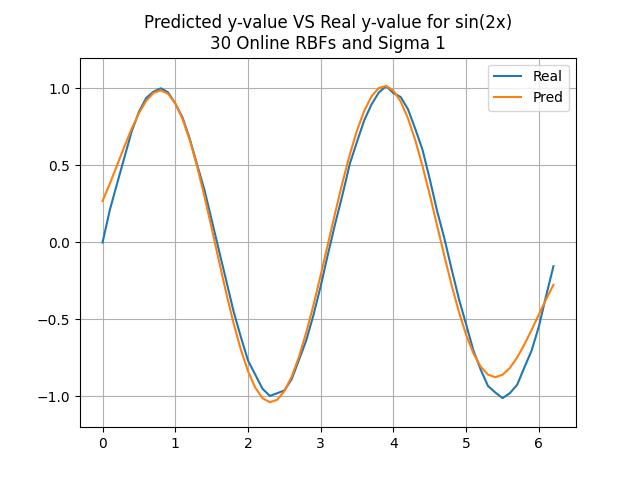 Predicted y-value VS Real y-value for sin(2x)
30 Online RBFs and Sigma 1
Real
Pred
1.0
0.5
0.0
−0.5
−1.0
0 1 2 3 4 5 6